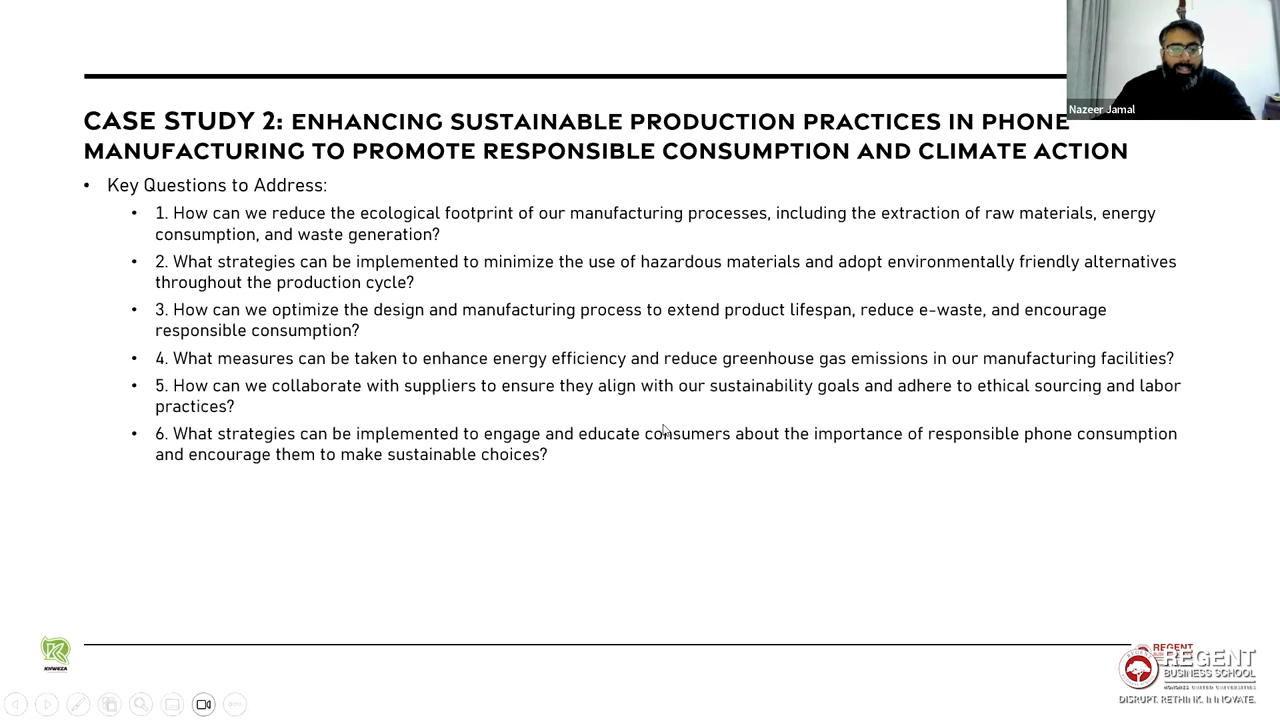 Nazeer Jamal
CASE STUDY 2: ENHANCING SUSTAINABLE PRODUCTION PRACTICES IN PHONE
MANUFACTURING TO PROMOTE RESPONSIBLE CONSUMPTION AND CLIMATE ACTION
• Key Questions to Address:
• 1. How can we reduce the ecological footprint of our manufacturing processes, including the extraction of raw materials, energy
consumption, and waste generation?
• 2. What strategies can be implemented to minimize the use of hazardous materials and adopt environmentally friendly alternatives
throughout the production cycle?
• 3. How can we optimize the design and manufacturing process to extend product lifespan, reduce e-waste, and encourage
responsible consumption?
• 4. What measures can be taken to enhance energy efficiency and reduce greenhouse gas emissions in our manufacturing facilities?
• 5. How can we collaborate with suppliers to ensure they align with our sustainability goals and adhere to ethical sourcing and labor
practices?
• 6. What strategies can be implemented to engage and educate consumers about the importance of responsible phone consumption
and encourage them to make sustainable choices?
KHWEZA
REGENT
REGENT
BUSINESS SCHOOL
HONORIS UNITED UNIVERSITIES
DISRUPT. RETHINK. INNOVATE.